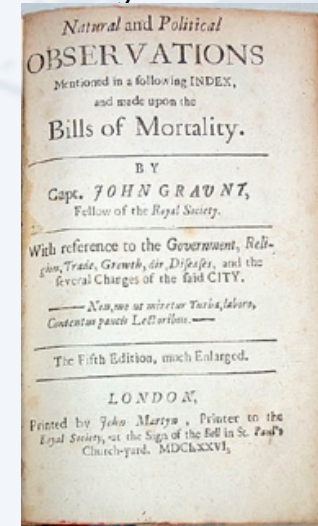 Natural and Political
OBSERVATIONS
Mentioned in a following INDEX,
and made upon the
Bills of Mortality.
BY
Capt. JOHN GRAUNT,
Fellow of the Royal Society.
With reference to the Government, Reli-
gion, Trade, Growth, Air, Diseases, and the
several Charges of the said CITY.
—— Non, me ut miretur Turba, laboro,
Contentus paucis Lectoribus. ——
The Fifth Edition, much Enlarged.
LONDON,
Printed by John Martyn, Printer to the
Royal Society, at the Sign of the Bell in St. Paul's
Church-yard. MDCLXXVI.